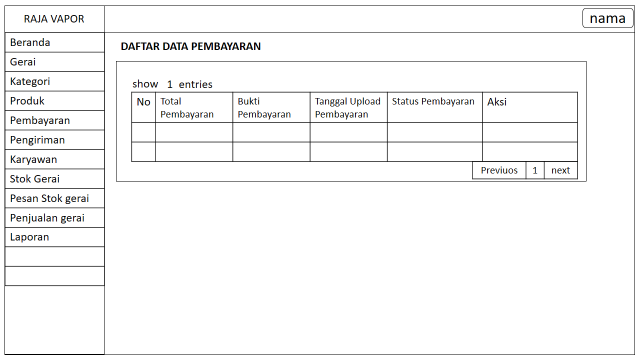 RAJA VAPOR
nama
Beranda
Gerai
Kategori
Produk
Pembayaran
Pengiriman
Karyawan
Stok Gerai
Pesan Stok gerai
Penjualan gerai
Laporan
DAFTAR DATA PEMBAYARAN
show 1 entries
No
Total
Pembayaran
Bukti
Pembayaran
Tanggal Upload
Pembayaran
Status Pembayaran
Aksi
Previuos 1 next